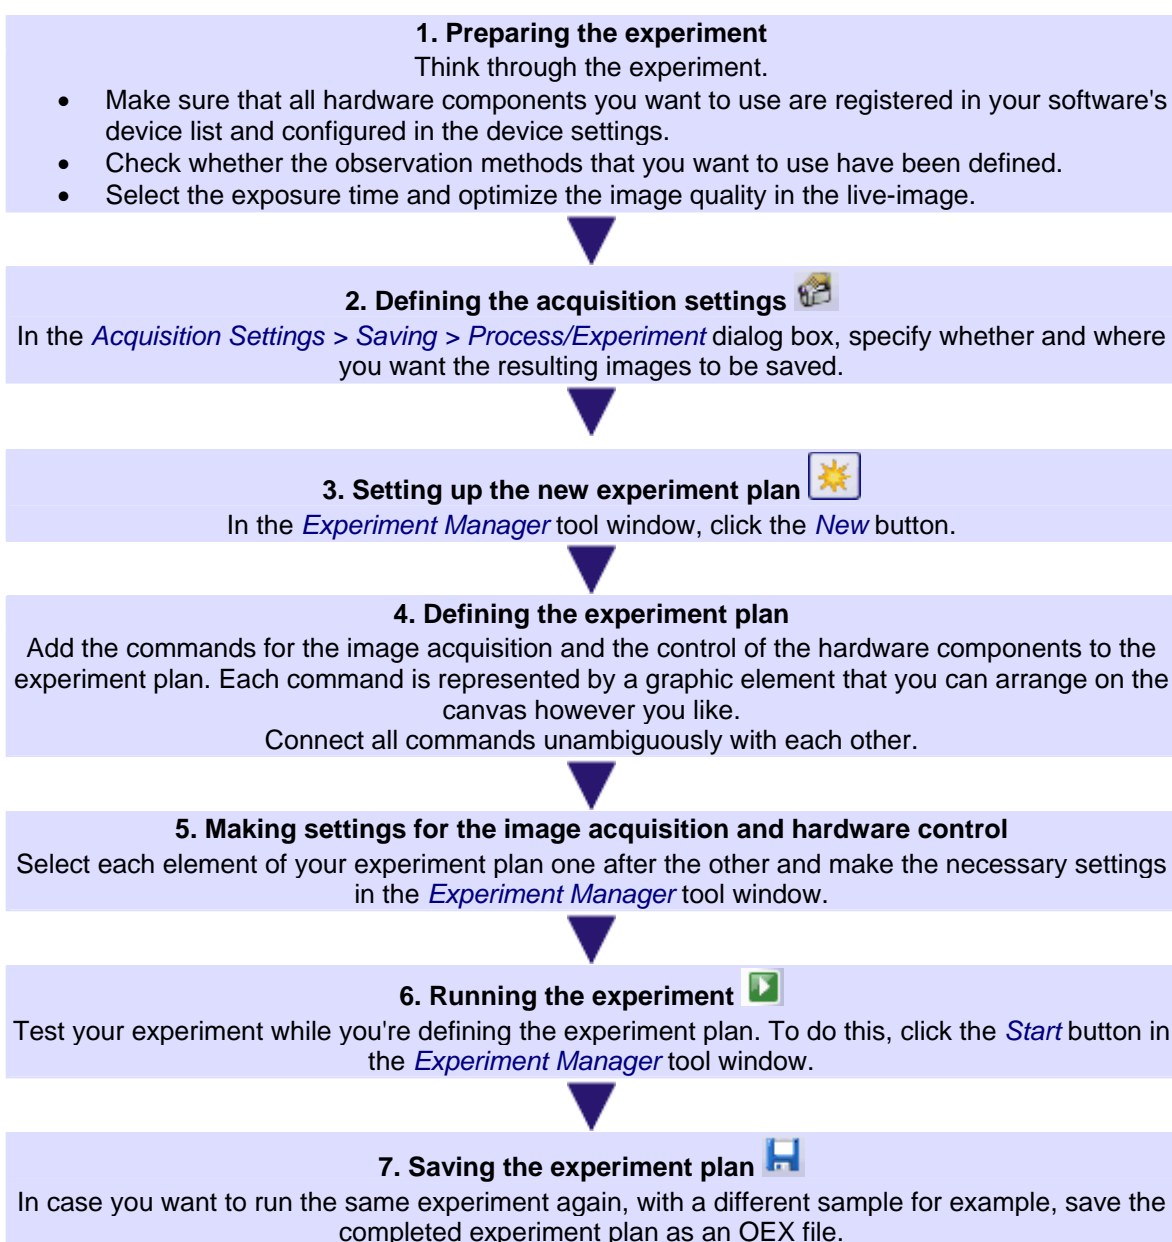 1. Preparing the experiment
Think through the experiment.
• Make sure that all hardware components you want to use are registered in your software's
device list and configured in the device settings.
• Check whether the observation methods that you want to use have been defined.
• Select the exposure time and optimize the image quality in the live-image.
2. Defining the acquisition settings
In the Acquisition Settings > Saving > Process/Experiment dialog box, specify whether and where
you want the resulting images to be saved.
3. Setting up the new experiment plan
In the Experiment Manager tool window, click the New button.
4. Defining the experiment plan
Add the commands for the image acquisition and the control of the hardware components to the
experiment plan. Each command is represented by a graphic element that you can arrange on the
canvas however you like.
Connect all commands unambiguously with each other.
5. Making settings for the image acquisition and hardware control
Select each element of your experiment plan one after the other and make the necessary settings
in the Experiment Manager tool window.
6. Running the experiment
Test your experiment while you're defining the experiment plan. To do this, click the Start button in
the Experiment Manager tool window.
7. Saving the experiment plan
In case you want to run the same experiment again, with a different sample for example, save the
completed experiment plan as an OEX file.